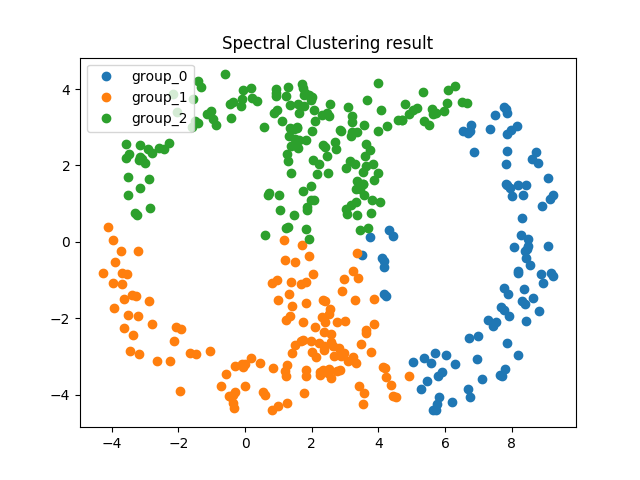 Spectral Clustering result
group_0
group_1
group_2
4
2
0
−2
−4
−4 −2 0 2 4 6 8